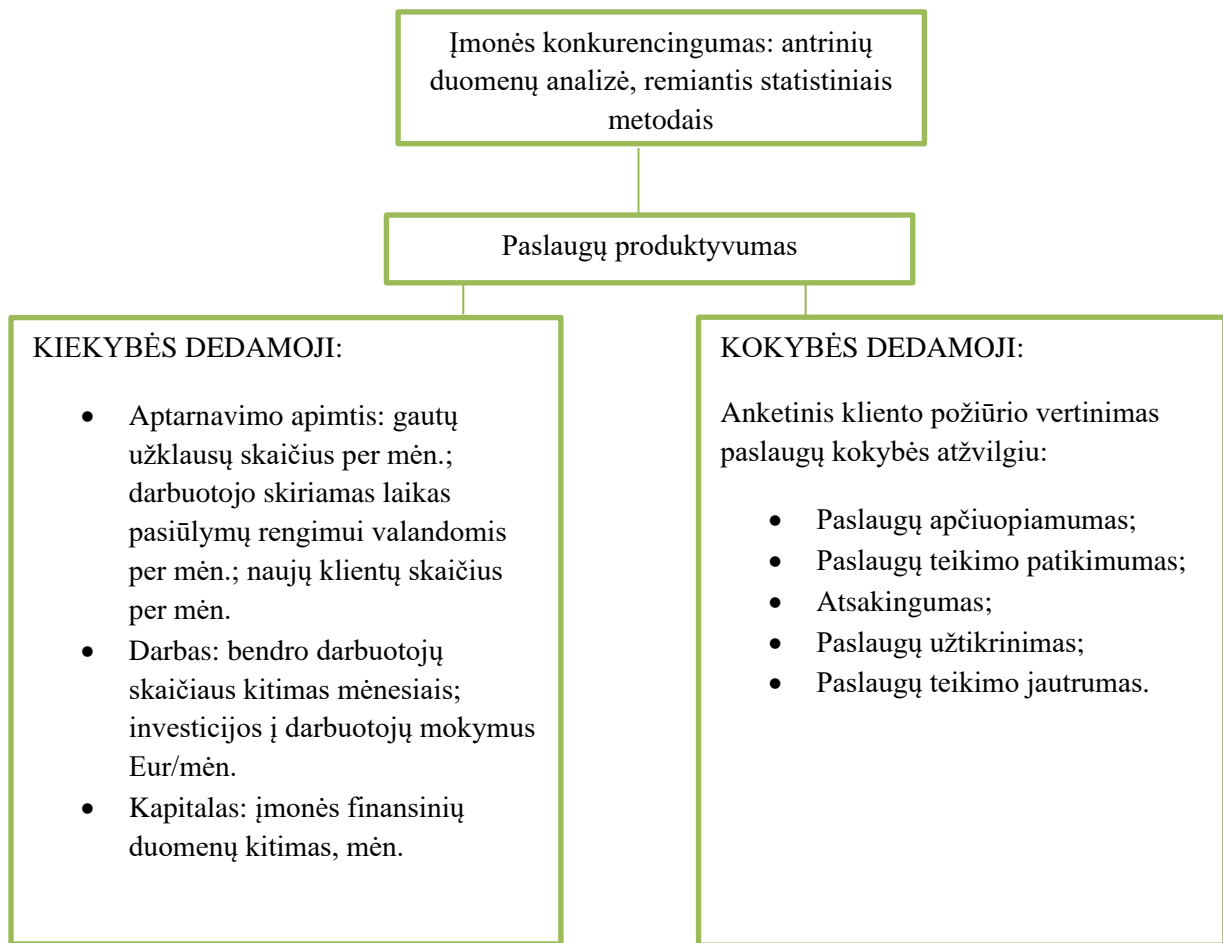 Įmonės konkurencingumas: antrinių
duomenų analizė, remiantis statistiniais
metodais
Paslaugų produktyvumas
KIEKYBĖS DEDAMOJI:
• Aptarnavimo apimtis: gautų
užklausų skaičius per mėn.;
darbuotojo skiriamas laikas
pasiūlymų rengimui valandomis
per mėn.; naujų klientų skaičius
per mėn.
• Darbas: bendro darbuotojų
skaičiaus kitimas mėnesiais;
investicijos į darbuotojų mokymus
Eur/mėn.
• Kapitalas: įmonės finansinių
duomenų kitimas, mėn.
KOKYBĖS DEDAMOJI:
Anketinis kliento požiūrio vertinimas
paslaugų kokybės atžvilgiu:
• Paslaugų apčiuopiamumas;
• Paslaugų teikimo patikimumas;
• Atsakingumas;
• Paslaugų užtikrinimas;
• Paslaugų teikimo jautrumas.